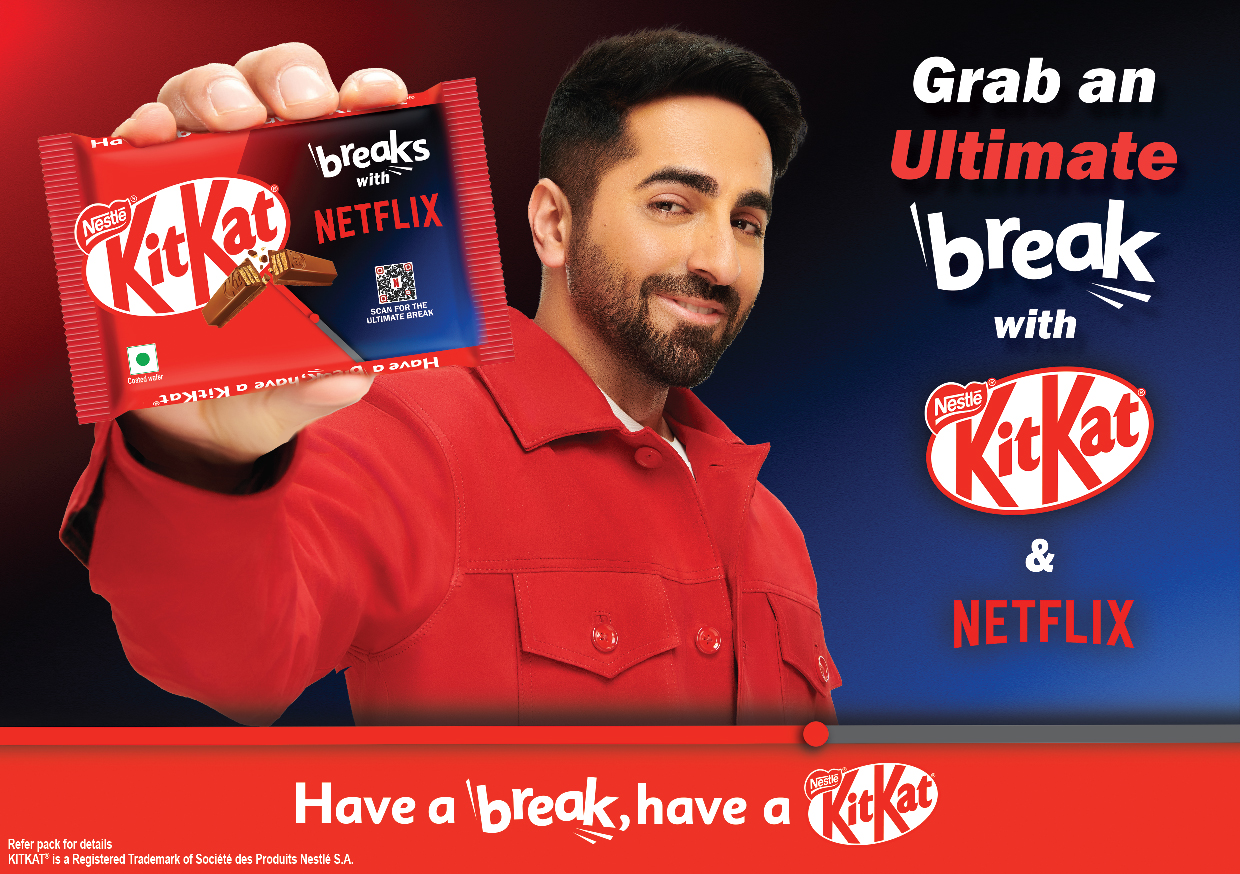 Ha
breaks
with
NETFLIX
Nestlé
KitKat®
SCAN FOR THE
ULTIMATE BREAK
Coated wafer
Have a break, have a KitKat®
Grab an
Ultimate
break
with
Nestlé®
KitKat®
&
NETFLIX
Have a break, have a Nestlé® KitKat®
Refer pack for details
KITKAT® is a Registered Trademark of Société des Produits Nestlé S.A.